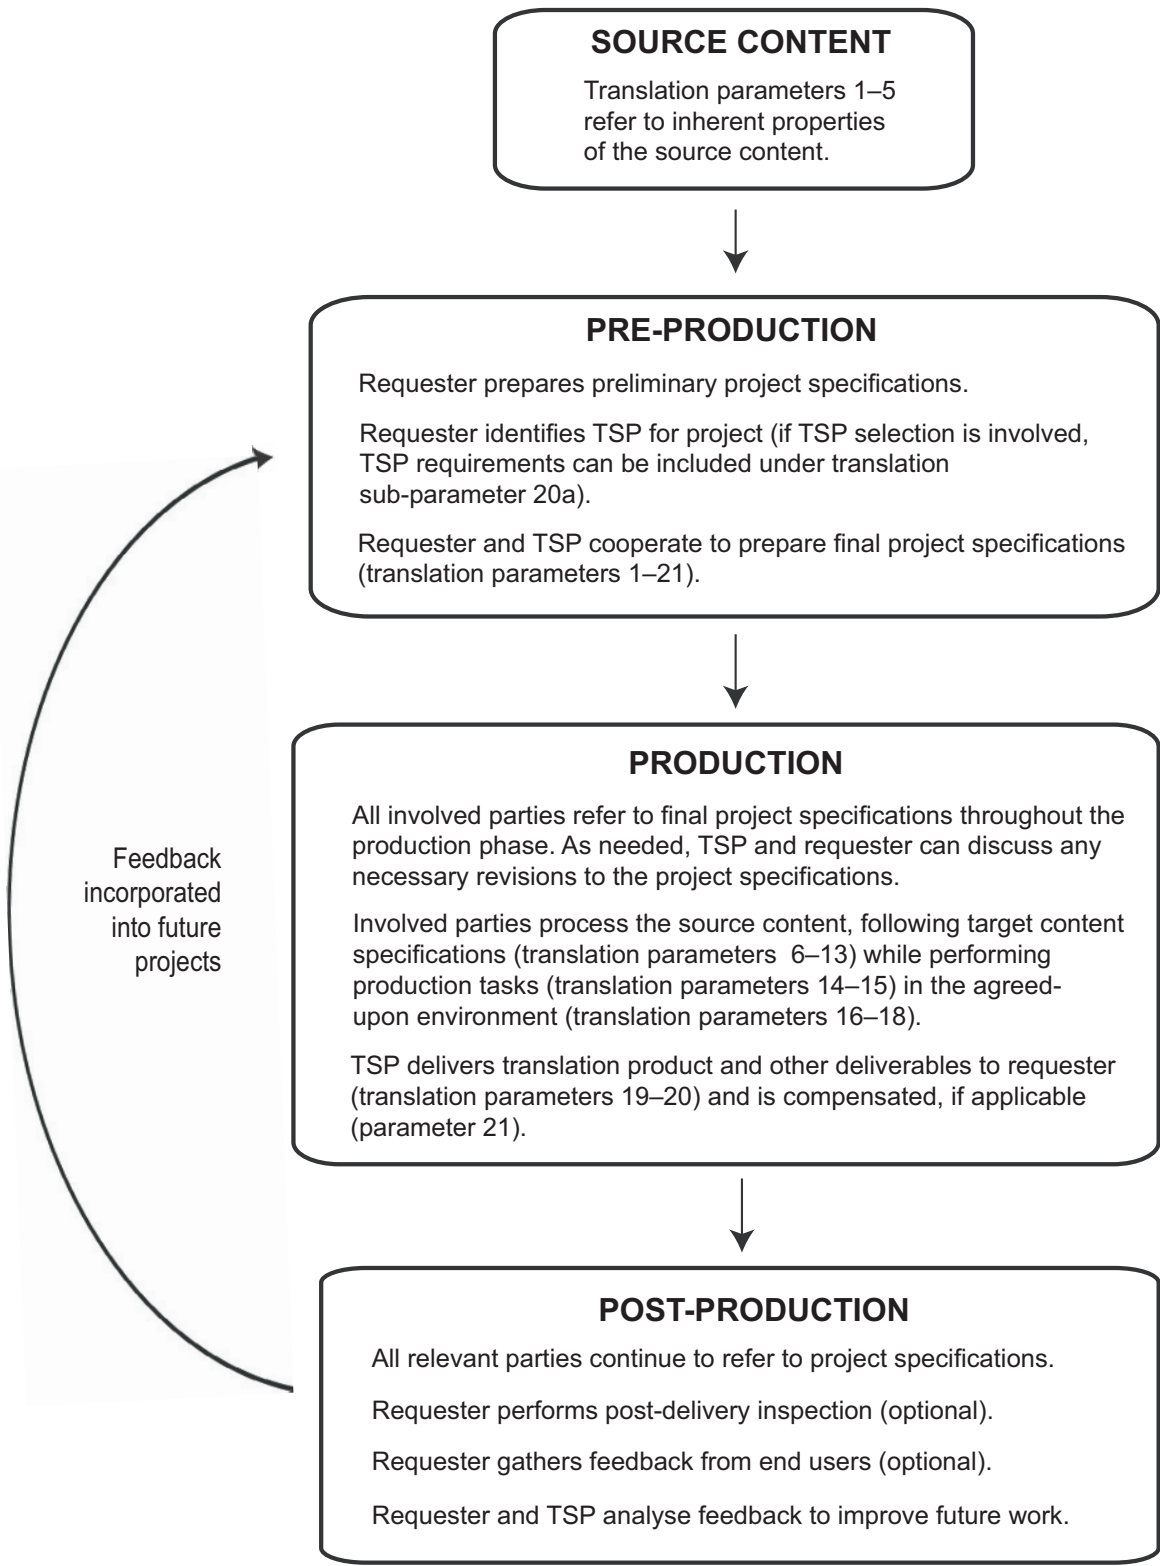 SOURCE CONTENT
Translation parameters 1–5
refer to inherent properties
of the source content.
PRE-PRODUCTION
Requester prepares preliminary project specifications.
Requester identifies TSP for project (if TSP selection is involved,
TSP requirements can be included under translation
sub-parameter 20a).
Requester and TSP cooperate to prepare final project specifications
(translation parameters 1–21).
PRODUCTION
All involved parties refer to final project specifications throughout the
production phase. As needed, TSP and requester can discuss any
necessary revisions to the project specifications.
Involved parties process the source content, following target content
specifications (translation parameters 6–13) while performing
production tasks (translation parameters 14–15) in the agreed-
upon environment (translation parameters 16–18).
TSP delivers translation product and other deliverables to requester
(translation parameters 19–20) and is compensated, if applicable
(parameter 21).
Feedback
incorporated
into future
projects
POST-PRODUCTION
All relevant parties continue to refer to project specifications.
Requester performs post-delivery inspection (optional).
Requester gathers feedback from end users (optional).
Requester and TSP analyse feedback to improve future work.